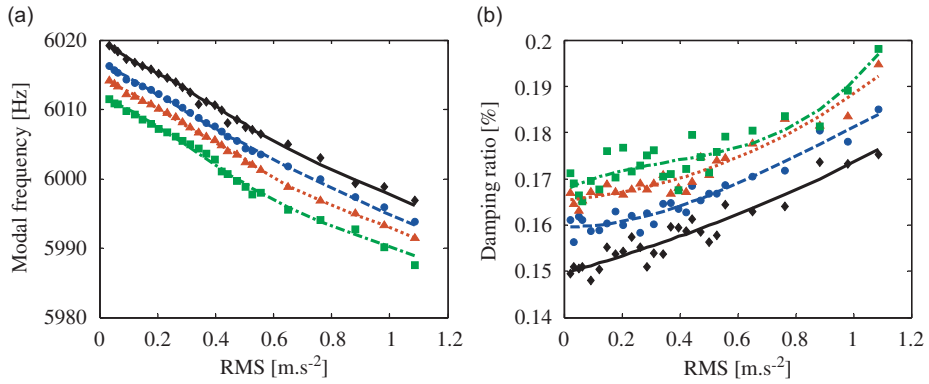 (a)
6020
6010
6000
5990
5980
Modal frequency [Hz]
0 0.2 0.4 0.6 0.8 1 1.2
RMS [m.s-2]
(b)
0.2
0.19
0.18
0.17
0.16
0.15
0.14
Damping ratio [%]
0 0.2 0.4 0.6 0.8 1 1.2
RMS [m.s-2]